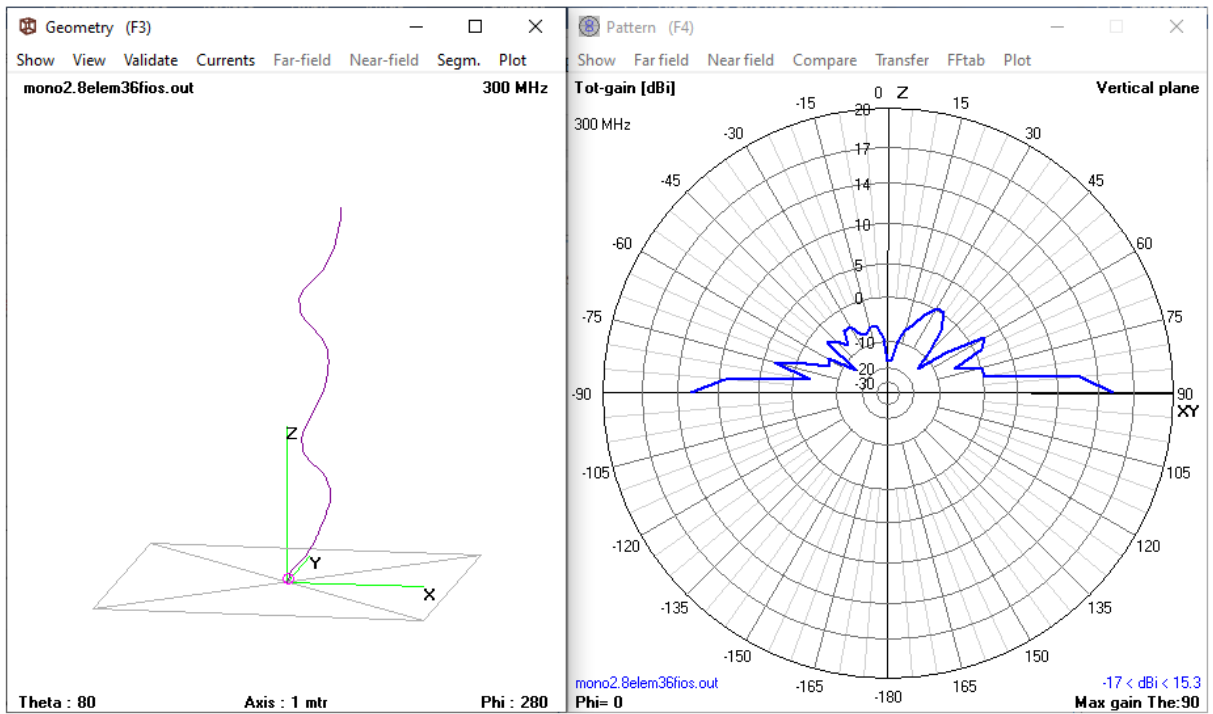 Geometry (F3)
Show View Validate Currents Far-field Near-field Segm. Plot
mono2.8elem36fios.out 300 MHz
Z
Y
X
Theta : 80 Axis : 1 mtr Phi : 280
Pattern (F4)
Show Far field Near field Compare Transfer FFtab Plot
Tot-gain [dBi] 0 Z Vertical plane
300 MHz
-15 20 15
-30 17 30
-45 14 45
-60 10 60
5
-75 0 75
-10
20
-30
-90 90
XY
-105 105
-120 120
-135 135
-150 150
-165 -180 165
mono2.8elem36fios.out -17 < dBi < 15.3
Phi= 0 Max gain The:90